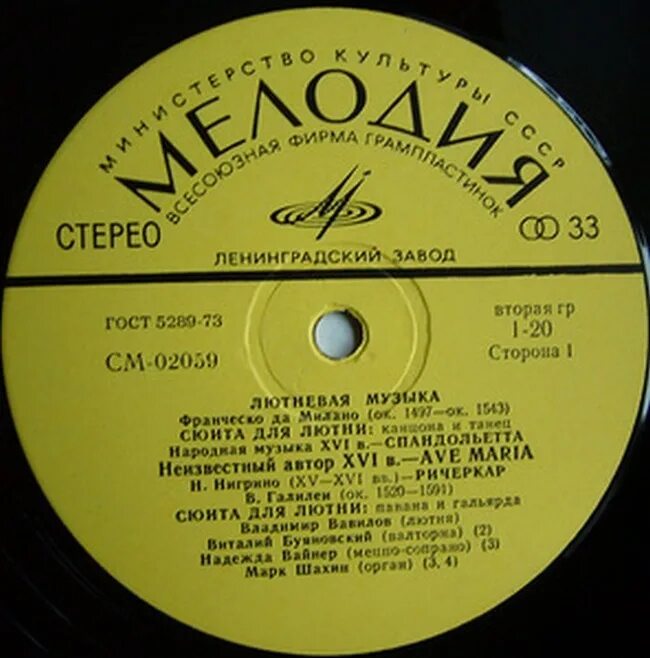 МИНИСТЕРСТВО КУЛЬТУРЫ СССР
МЕЛОДИЯ
ВСЕСОЮЗНАЯ ФИРМА ГРАМПЛАСТИНОК
СТЕРЕО
33
ЛЕНИНГРАДСКИЙ ЗАВОД
ГОСТ 5289-73
вторая гр
1-20
СМ-02059
Сторона 1
ЛЮТНЕВАЯ МУЗЫКА
Франческо да Милано (ок. 1497—ок. 1543)
СЮИТА ДЛЯ ЛЮТНИ: канцона и танец
Народная музыка XVI в.—СПАНДОЛЬЕТТА
Неизвестный автор XVI в.—AVE MARIA
Н. Нигрино (XV—XVI вв.)—РИЧЕРКАР
В. Галилеи (ок. 1520—1591)
СЮИТА ДЛЯ ЛЮТНИ: павана и гальярда
Владимир Вавилов (лютня)
Виталий Буяновский (валторна) (2)
Надежда Вайнер (меццо-сопрано) (3)
Марк Шахин (орган) (3, 4)